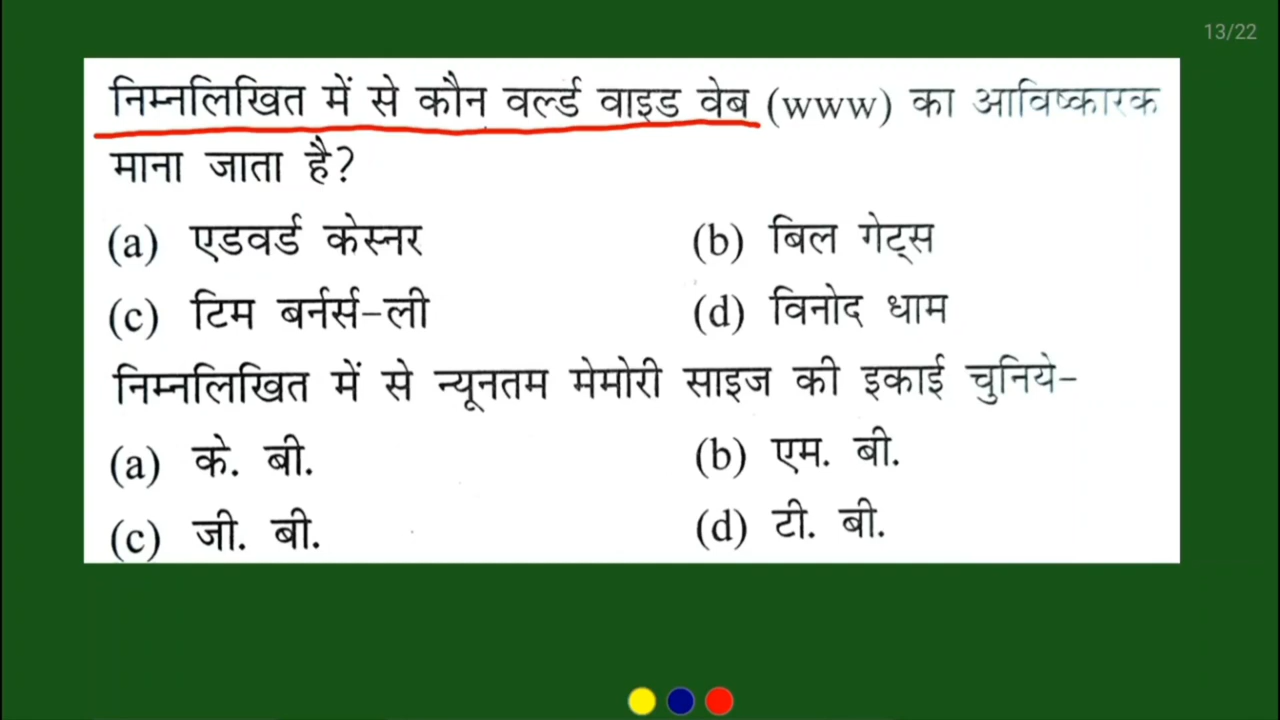 13/22
निम्नलिखित में से कौन वर्ल्ड वाइड वेब (www) का आविष्कारक
माना जाता है?
(a) एडवर्ड केस्नर (b) बिल गेट्स
(c) टिम बर्नर्स-ली (d) विनोद धाम
निम्नलिखित में से न्यूनतम मेमोरी साइज की इकाई चुनिये-
(a) के. बी. (b) एम. बी.
(c) जी. बी. (d) टी. बी.